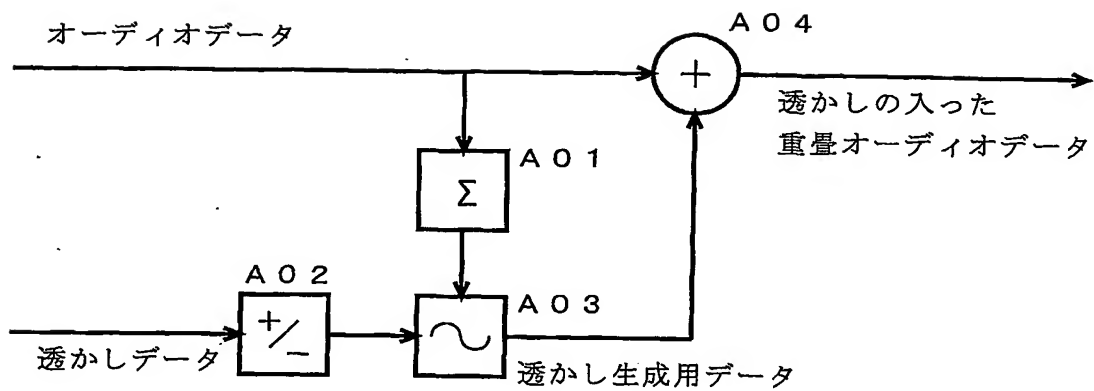 オーディオデータ
A04
+
透かしの入った
重畳オーディオデータ
A01
Σ
A02
+/-
A03
透かしデータ
透かし生成用データ